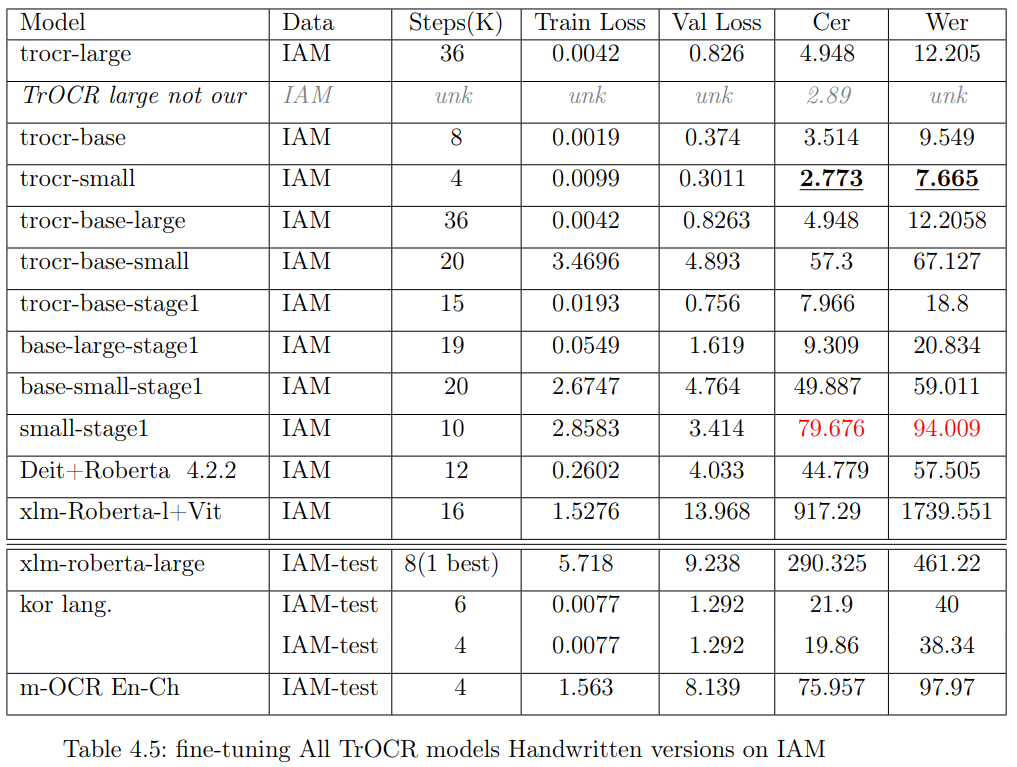 Model Data Steps(K) Train Loss Val Loss Cer Wer
trocr-large IAM 36 0.0042 0.826 4.948 12.205
TrOCR large not our IAM unk unk unk 2.89 unk
trocr-base IAM 8 0.0019 0.374 3.514 9.549
trocr-small IAM 4 0.0099 0.3011 2.773 7.665
trocr-base-large IAM 36 0.0042 0.8263 4.948 12.2058
trocr-base-small IAM 20 3.4696 4.893 57.3 67.127
trocr-base-stage1 IAM 15 0.0193 0.756 7.966 18.8
base-large-stage1 IAM 19 0.0549 1.619 9.309 20.834
base-small-stage1 IAM 20 2.6747 4.764 49.887 59.011
small-stage1 IAM 10 2.8583 3.414 79.676 94.009
Deit+Roberta 4.2.2 IAM 12 0.2602 4.033 44.779 57.505
xlm-Roberta-l+Vit IAM 16 1.5276 13.968 917.29 1739.551
xlm-roberta-large IAM-test 8(1 best) 5.718 9.238 290.325 461.22
kor lang. IAM-test 6 0.0077 1.292 21.9 40
IAM-test 4 0.0077 1.292 19.86 38.34
m-OCR En-Ch IAM-test 4 1.563 8.139 75.957 97.97
Table 4.5: fine-tuning All TrOCR models Handwritten versions on IAM